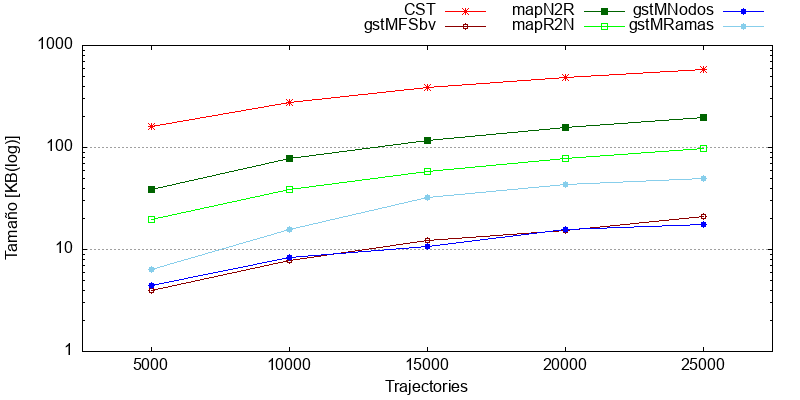 CST mapN2R gstMNodos
gstMFSbv mapR2N gstMRamas
1000
100
10
1
Tamaño [KB(log)]
5000 10000 15000 20000 25000
Trajectories